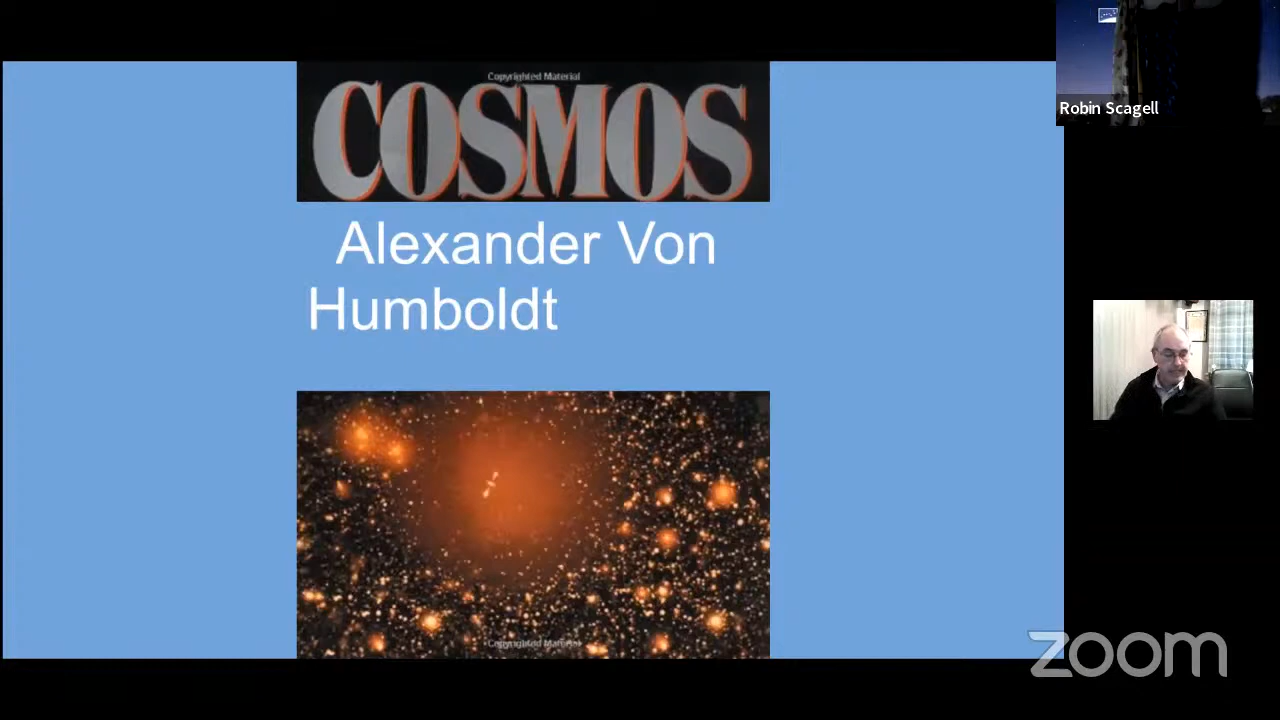 Copyrighted Material
COSMOS
Alexander Von
Humboldt
Copyrighted Material
Robin Scagell
zoom